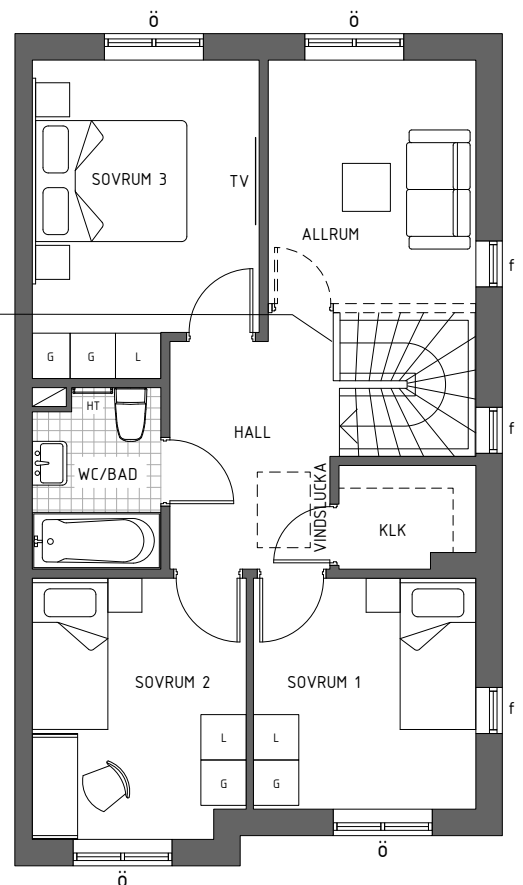 Ö Ö
SOVRUM 3
TV
ALLRUM
f
G G L
HT
HALL
f
WC/BAD
VINDSLUCKA
KLK
SOVRUM 2
SOVRUM 1
f
L L
G G
Ö
Ö